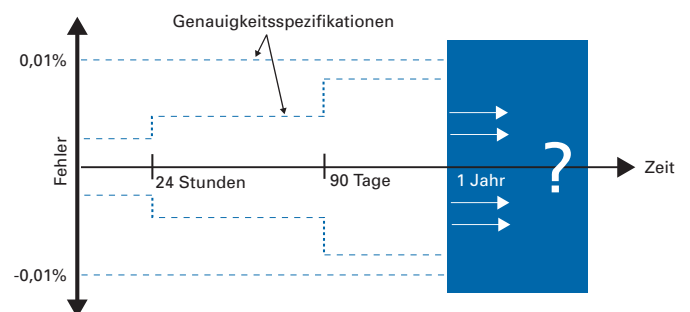 Genauigkeitsspezifikationen
0,01%
Fehler
24 Stunden
90 Tage
1 Jahr
?
Zeit
-0,01%